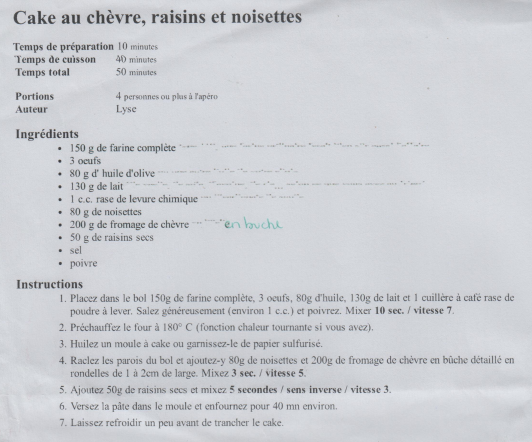 Cake au chèvre, raisins et noisettes
Temps de préparation 10 minutes
Temps de cuisson 40 minutes
Temps total 50 minutes
Portions 4 personnes ou plus à l'apéro
Auteur Lyse
Ingrédients
• 150 g de farine complète
• 3 oeufs
• 80 g d' huile d'olive
• 130 g de lait
• 1 c.c. rase de levure chimique
• 80 g de noisettes
• 200 g de fromage de chèvre en buche
• 50 g de raisins secs
• sel
• poivre
Instructions
1. Placez dans le bol 150g de farine complète, 3 oeufs, 80g d'huile, 130g de lait et 1 cuillère à café rase de
poudre à lever. Salez généreusement (environ 1 c.c.) et poivrez. Mixer 10 sec. / vitesse 7.
2. Préchauffez le four à 180° C (fonction chaleur tournante si vous avez).
3. Huilez un moule à cake ou garnissez-le de papier sulfurisé.
4. Raclez les parois du bol et ajoutez-y 80g de noisettes et 200g de fromage de chèvre en bûche détaillé en
rondelles de 1 à 2cm de large. Mixez 3 sec. / vitesse 5.
5. Ajoutez 50g de raisins secs et mixez 5 secondes / sens inverse / vitesse 3.
6. Versez la pâte dans le moule et enfournez pour 40 mn environ.
7. Laissez refroidir un peu avant de trancher le cake.